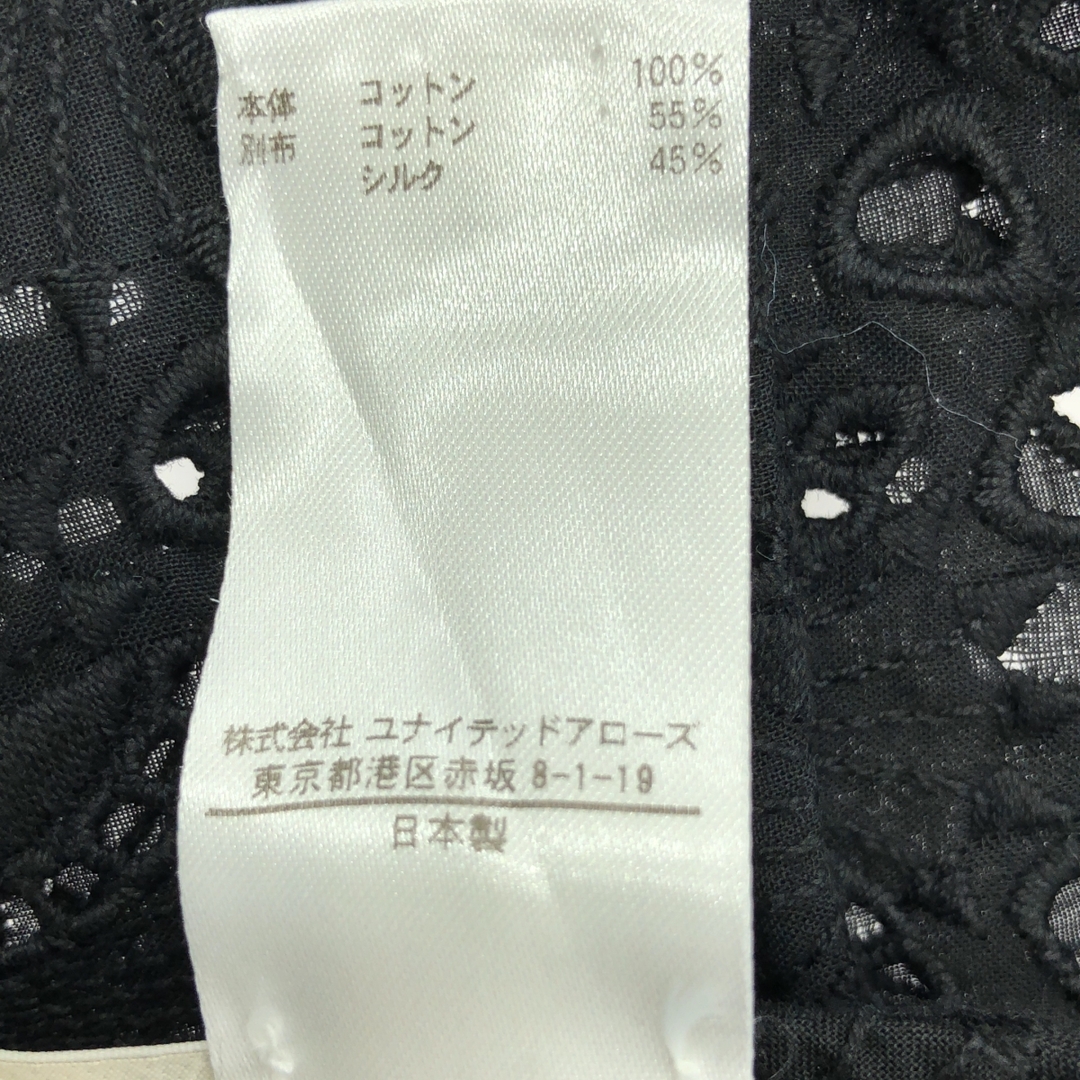 本体 コットン 100%
別布 コットン 55%
シルク 45%
株式会社 ユナイテッドアローズ
東京都港区赤坂 8-1-19
日本製